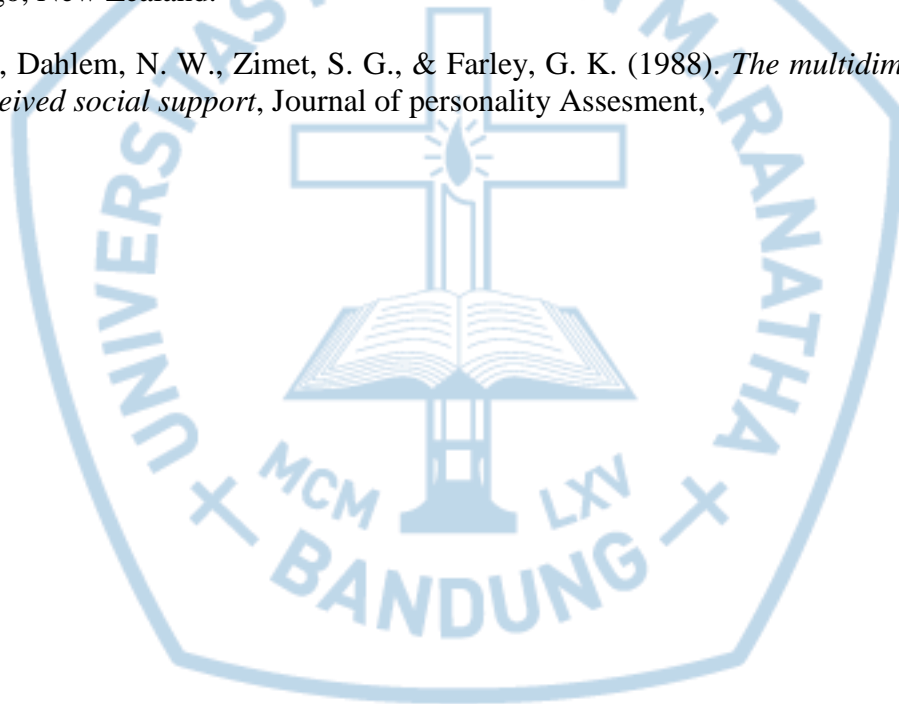 go, New Zealand.
, Dahlem, N. W., Zimet, S. G., & Farley, G. K. (1988). The multidim
eived social support, Journal of personality Assesment,
UNIVERSITAS
N MARANATHA
MCM LXV
BANDUNG